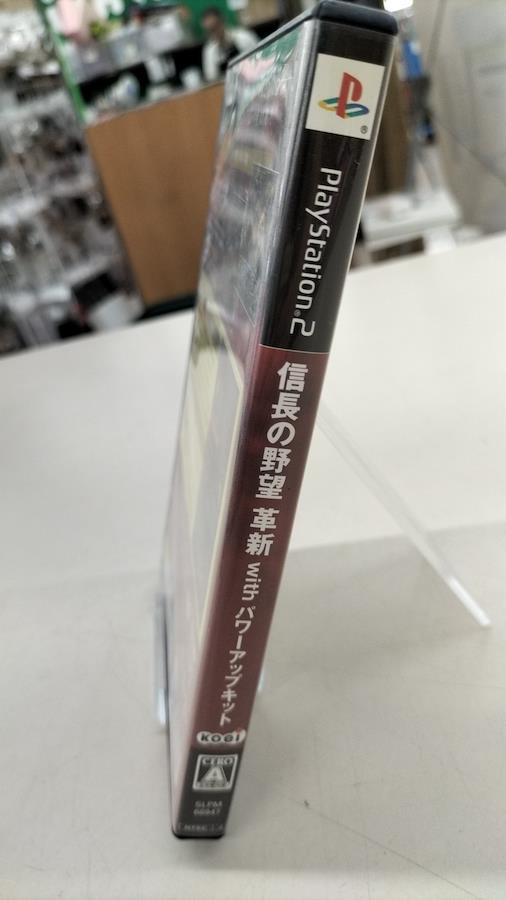 PlayStation®2
信長の野望 革新 with パワーアップキット
KOEI
CERO
A
SLPM
66947